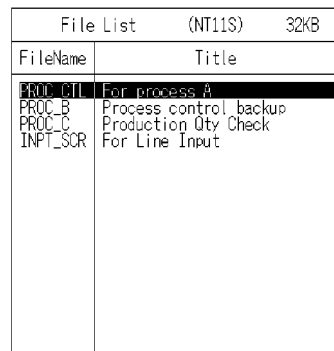 File List (NT11S) 32KB
FileName Title
PROC_CTL For process A
PROC_B Process control backup
PROC_C Production Qty Check
INPT_SCR For Line Input